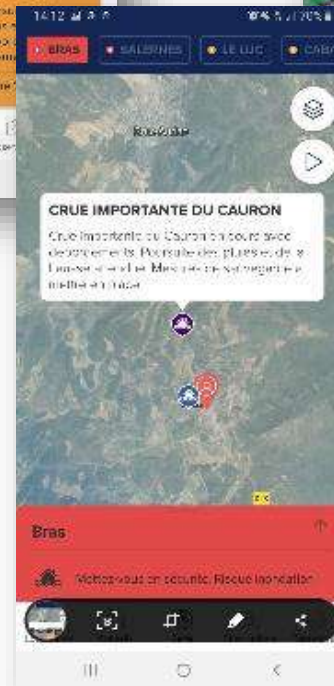 14:12
70%
BRAS
SALERNES
LE LUC
CRUE IMPORTANTE DU CAURON
Crue importante du Cauron en cours avec
débordements. Poursuite des pluies et de la
hausse attendue. Mesures de sauvegarde à
mettre en place
Bras
Mettez-vous en sécurité. Risque inondation